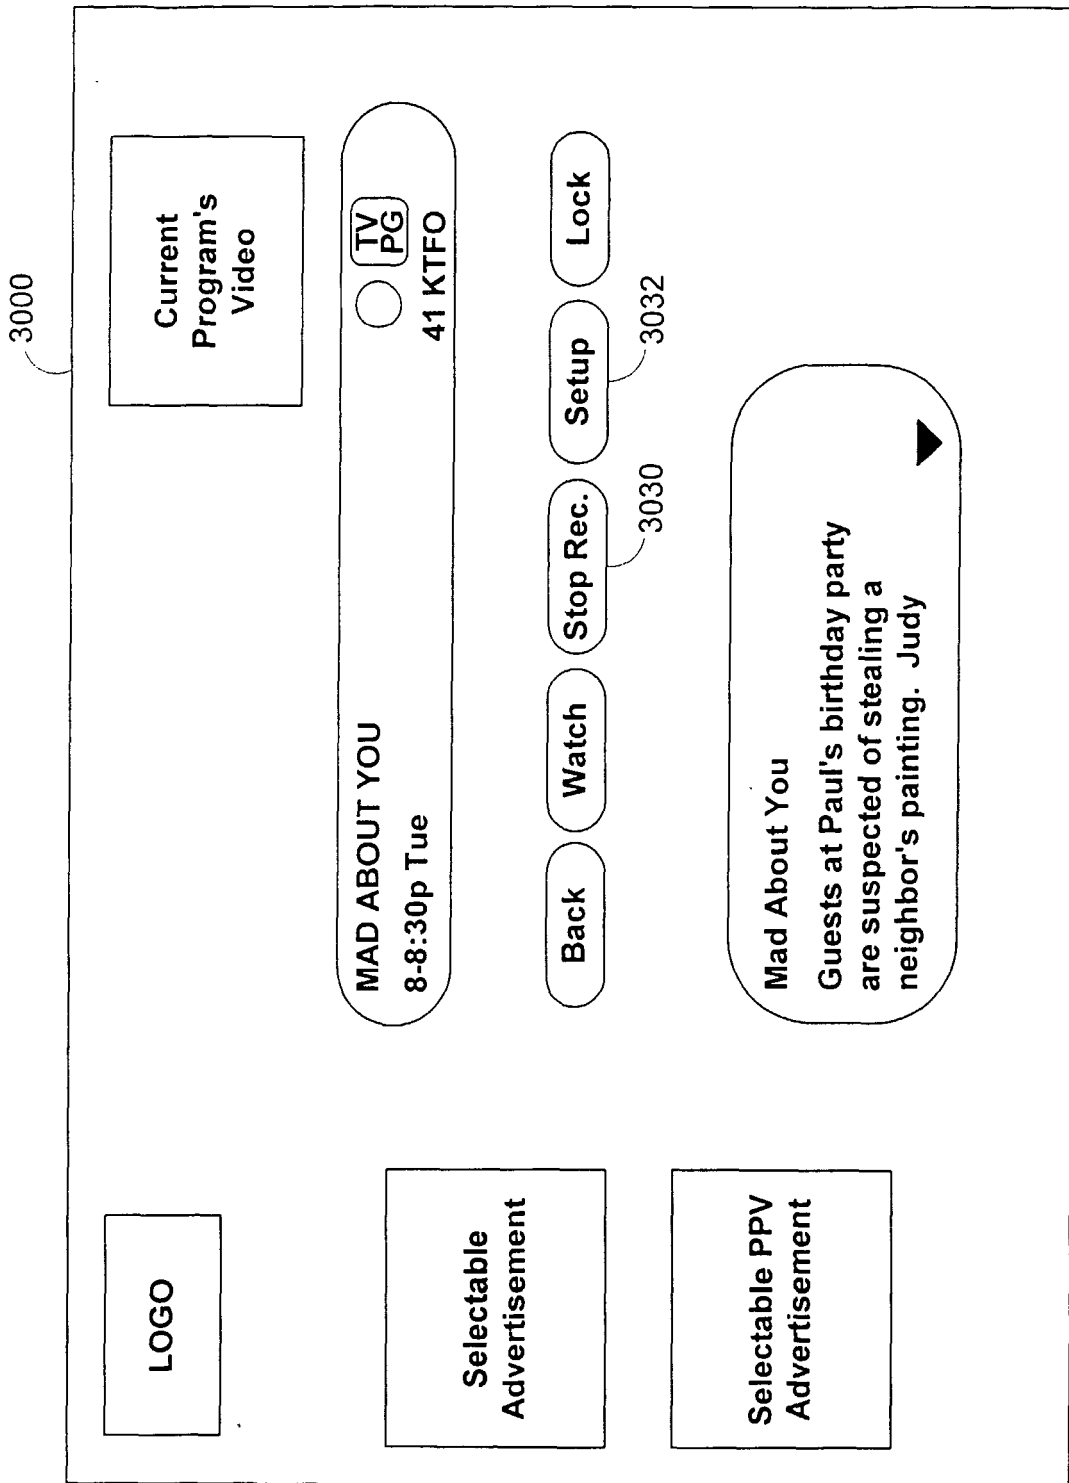 3000
LOGO
Current
Program's
Video
MAD ABOUT YOU
TV
PG
8-8:30p Tue
41 KTFO
Selectable
Advertisement
Back
Watch
Stop Rec.
Setup
Lock
3030
3032
Selectable PPV
Advertisement
Mad About You
Guests at Paul's birthday party
are suspected of stealing a
neighbor's painting. Judy